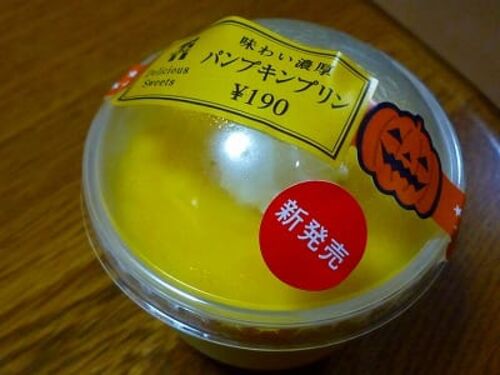 Delicious
Sweets
味わい濃厚
パンプキンプリン
¥190
新発売